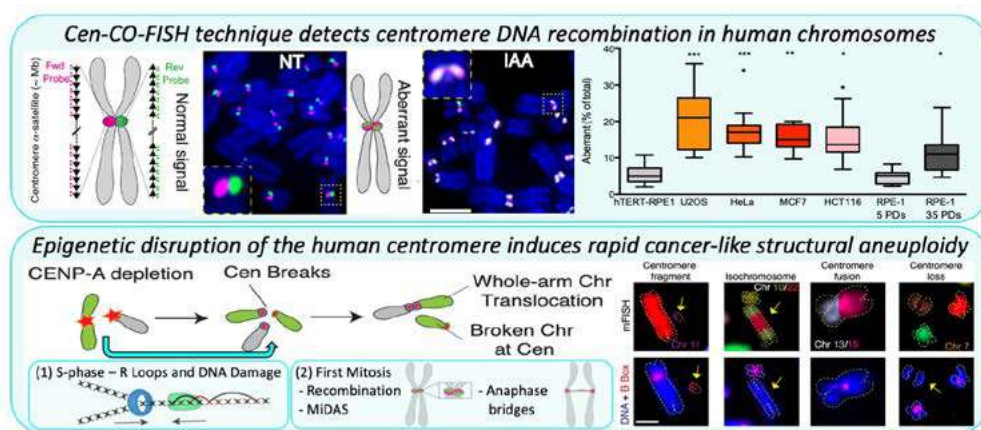 Cen-CO-FISH technique detects centromere DNA recombination in human chromosomes
Centromere α-satellite (~ Mb)
Fwd
Probe
Rev
Probe
Normal signal
NT
Aberrant signal
IAA
Aberrant (% of total)
40
30
20
10
0
***
***
**
*
*
hTERT-RPE1
U2OS
HeLa
MCF7
HCT116
RPE-1
5 PDs
RPE-1
35 PDs
Epigenetic disruption of the human centromere induces rapid cancer-like structural aneuploidy
CENP-A depletion
Cen Breaks
Whole-arm Chr
Translocation
Broken Chr
at Cen
(1) S-phase – R Loops and DNA Damage
(2) First Mitosis
- Recombination
- MiDAS
- Anaphase
bridges
Centromere
fragment
Isochromosome
Centromere
fusion
Centromere
loss
mFISH
Chr 11
Chr 10/22
Chr 13/15
Chr 7
DNA + B Box